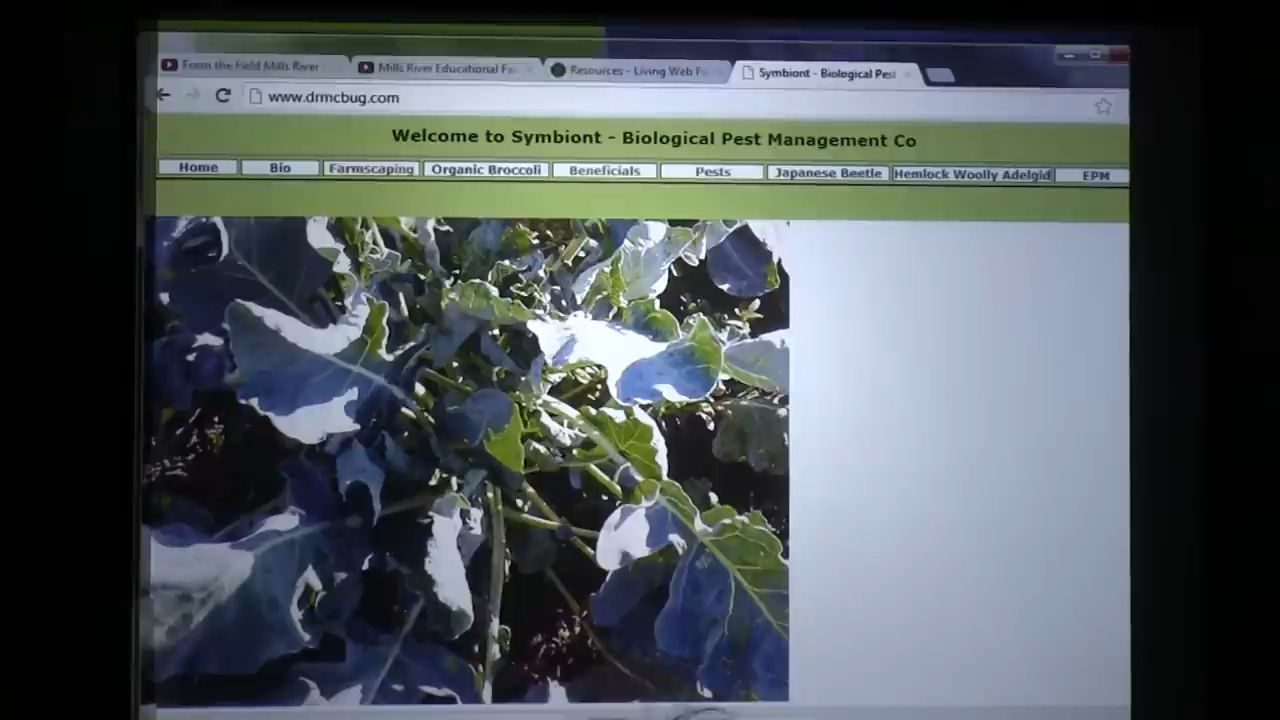 From the Field Mills River
Mills River Educational Fa
Resources - Living Web F
Symbiont - Biological Pest
www.drmcbug.com
Welcome to Symbiont - Biological Pest Management Co
Home
Bio
Farmscaping
Organic Broccoli
Beneficials
Pests
Japanese Beetle
Hemlock Woolly Adelgid
EPM